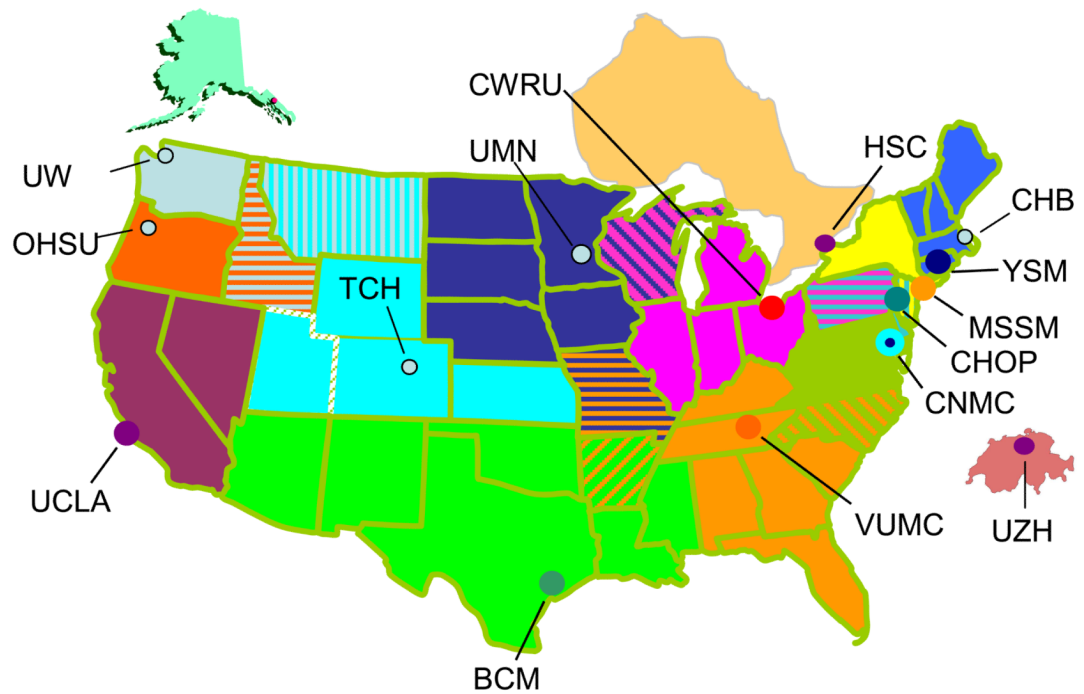 CWRU
UMN
HSC
UW
CHB
OHSU
TCH
YSM
MSSM
CHOP
CNMC
UCLA
VUMC
UZH
BCM